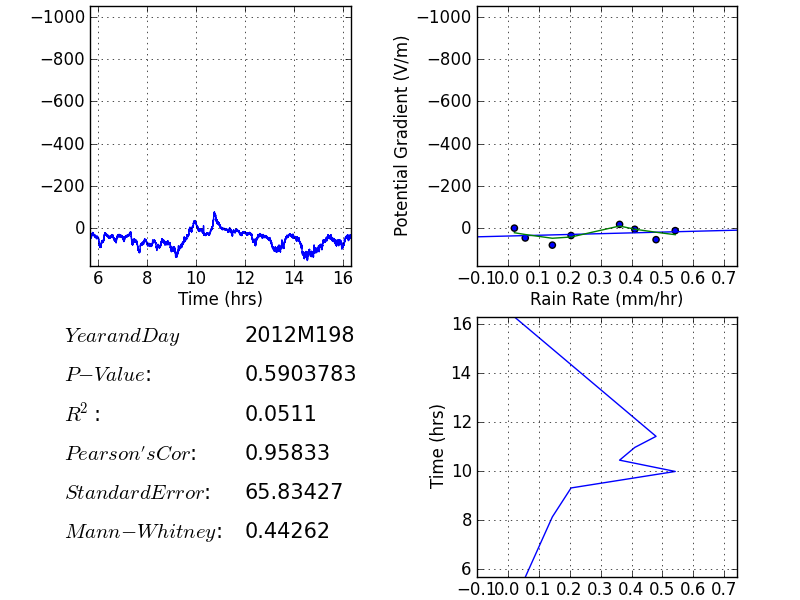 −1000
−800
−600
−400
−200
0
6 8 10 12 14 16
Time (hrs)
Potential Gradient (V/m)
−1000
−800
−600
−400
−200
0
−0.1 0.0 0.1 0.2 0.3 0.4 0.5 0.6 0.7
Rain Rate (mm/hr)
YearandDay 2012M198
P−Value: 0.5903783
R²: 0.0511
Pearson'sCor: 0.95833
StandardError: 65.83427
Mann−Whitney: 0.44262
Time (hrs)
16
14
12
10
8
6
−0.1 0.0 0.1 0.2 0.3 0.4 0.5 0.6 0.7